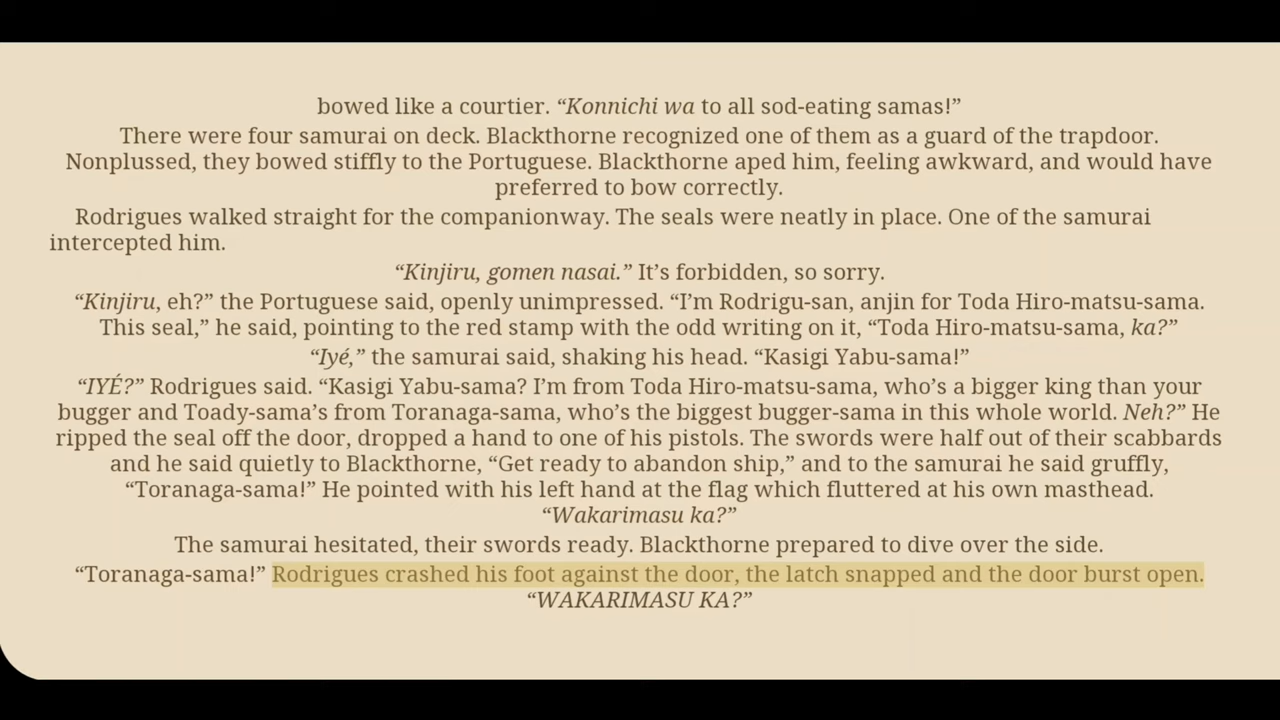 bowed like a courtier. “Konnichi wa to all sod-eating samas!”
There were four samurai on deck. Blackthorne recognized one of them as a guard of the trapdoor.
Nonplussed, they bowed stiffly to the Portuguese. Blackthorne aped him, feeling awkward, and would have
preferred to bow correctly.
Rodrigues walked straight for the companionway. The seals were neatly in place. One of the samurai
intercepted him.
“Kinjiru, gomen nasai.” It’s forbidden, so sorry.
“Kinjiru, eh?” the Portuguese said, openly unimpressed. “I’m Rodrigu-san, anjin for Toda Hiro-matsu-sama.
This seal,” he said, pointing to the red stamp with the odd writing on it, “Toda Hiro-matsu-sama, ka?”
“Iyé,” the samurai said, shaking his head. “Kasigi Yabu-sama!”
“IYÉ?” Rodrigues said. “Kasigi Yabu-sama? I’m from Toda Hiro-matsu-sama, who’s a bigger king than your
bugger and Toady-sama’s from Toranaga-sama, who’s the biggest bugger-sama in this whole world. Neh?” He
ripped the seal off the door, dropped a hand to one of his pistols. The swords were half out of their scabbards
and he said quietly to Blackthorne, “Get ready to abandon ship,” and to the samurai he said gruffly,
“Toranaga-sama!” He pointed with his left hand at the flag which fluttered at his own masthead.
“Wakarimasu ka?”
The samurai hesitated, their swords ready. Blackthorne prepared to dive over the side.
“Toranaga-sama!” Rodrigues crashed his foot against the door, the latch snapped and the door burst open.
“WAKARIMASU KA?”